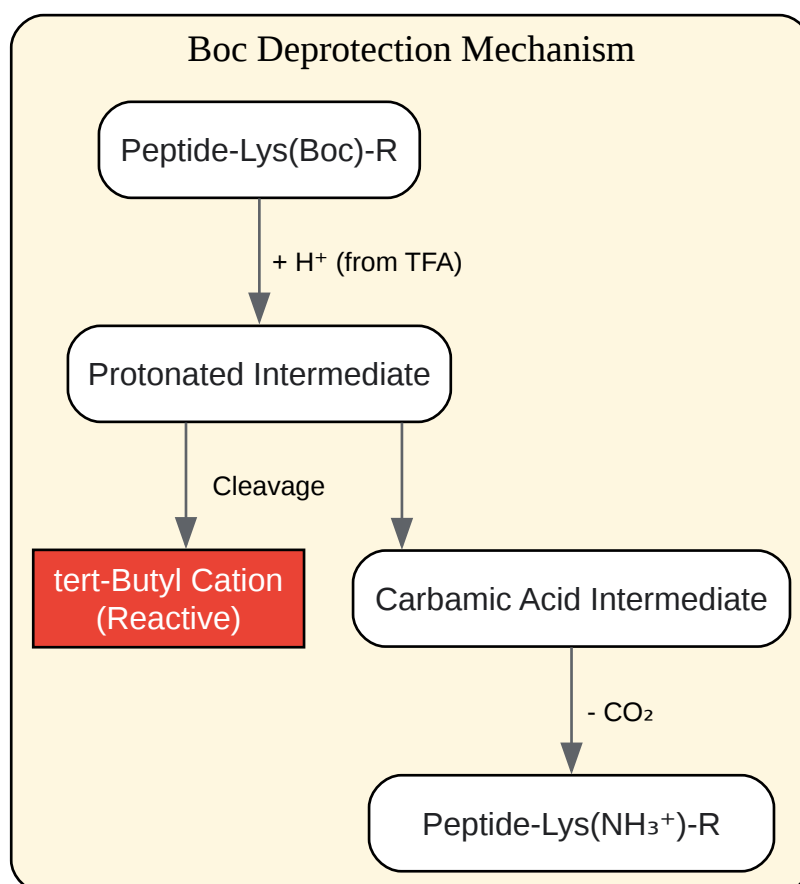 Boc Deprotection Mechanism
Peptide-Lys(Boc)-R
+ H⁺ (from TFA)
Protonated Intermediate
Cleavage
tert-Butyl Cation
(Reactive)
Carbamic Acid Intermediate
- CO₂
Peptide-Lys(NH₃⁺)-R